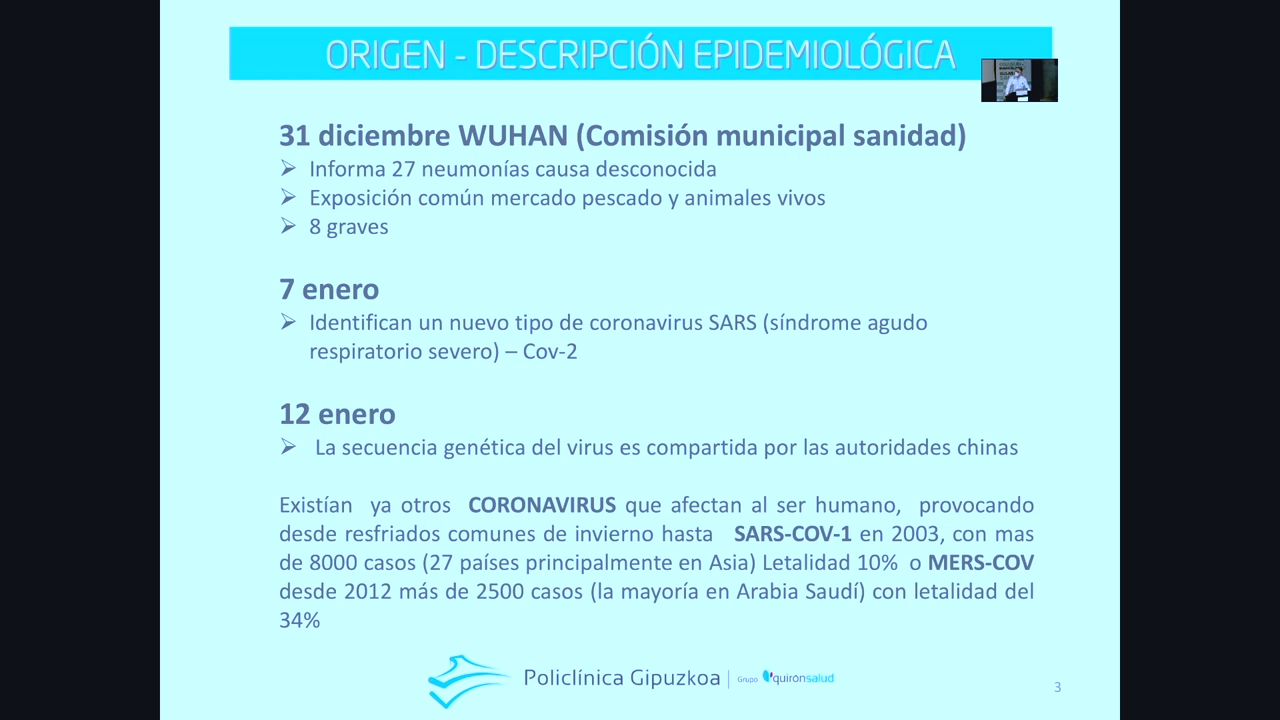 ORIGEN - DESCRIPCIÓN EPIDEMIOLÓGICA
31 diciembre WUHAN (Comisión municipal sanidad)
Informa 27 neumonías causa desconocida
Exposición común mercado pescado y animales vivos
8 graves
7 enero
Identifican un nuevo tipo de coronavirus SARS (síndrome agudo
respiratorio severo) – Cov-2
12 enero
La secuencia genética del virus es compartida por las autoridades chinas
Existían ya otros CORONAVIRUS que afectan al ser humano, provocando
desde resfriados comunes de invierno hasta SARS-COV-1 en 2003, con mas
de 8000 casos (27 países principalmente en Asia) Letalidad 10% o MERS-COV
desde 2012 más de 2500 casos (la mayoría en Arabia Saudí) con letalidad del
34%
Policlínica Gipuzkoa | Grupo quirónsalud
3